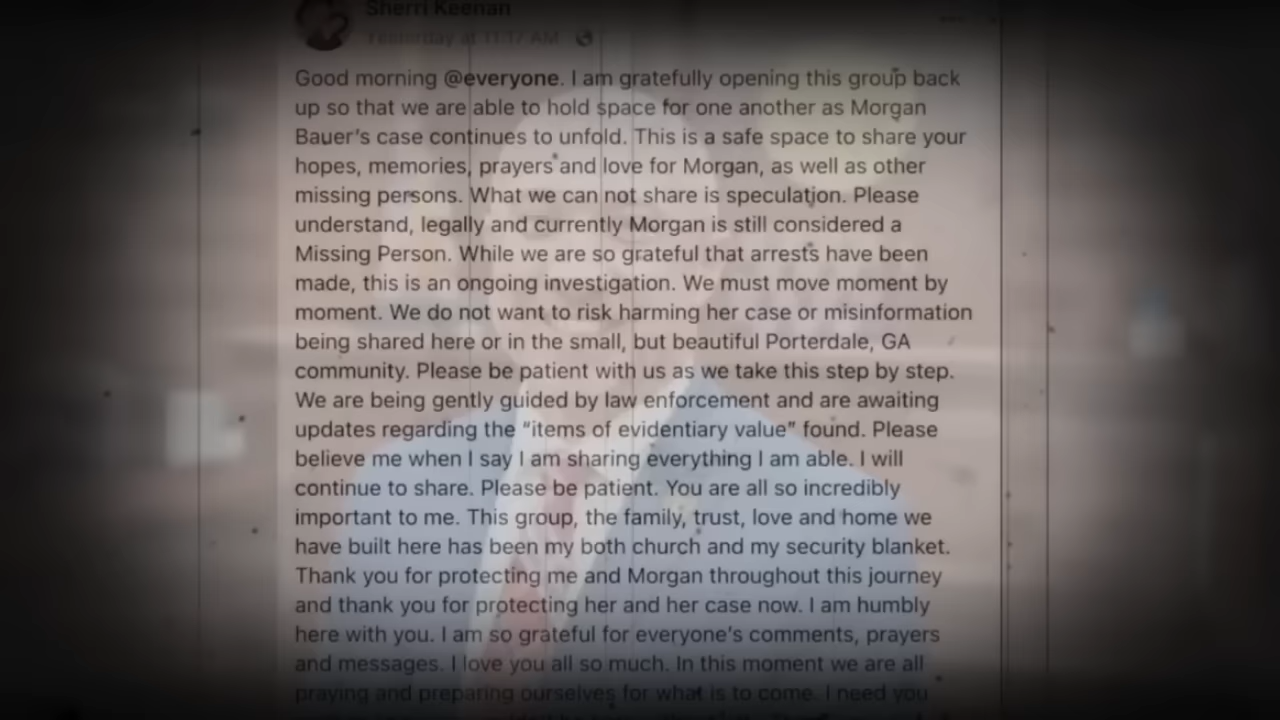 Sherri Keenan
Yesterday at 11:17 AM
Good morning @everyone. I am gratefully opening this group back
up so that we are able to hold space for one another as Morgan
Bauer's case continues to unfold. This is a safe space to share your
hopes, memories, prayers and love for Morgan, as well as other
missing persons. What we can not share is speculation. Please
understand, legally and currently Morgan is still considered a
Missing Person. While we are so grateful that arrests have been
made, this is an ongoing investigation. We must move moment by
moment. We do not want to risk harming her case or misinformation
being shared here or in the small, but beautiful Porterdale, GA
community. Please be patient with us as we take this step by step.
We are being gently guided by law enforcement and are awaiting
updates regarding the “items of evidentiary value” found. Please
believe me when I say I am sharing everything I am able. I will
continue to share. Please be patient. You are all so incredibly
important to me. This group, the family, trust, love and home we
have built here has been my both church and my security blanket.
Thank you for protecting me and Morgan throughout this journey
and thank you for protecting her and her case now. I am humbly
here with you. I am so grateful for everyone's comments, prayers
and messages. I love you all so much. In this moment we are all
praying and preparing ourselves for what is to come. I need you